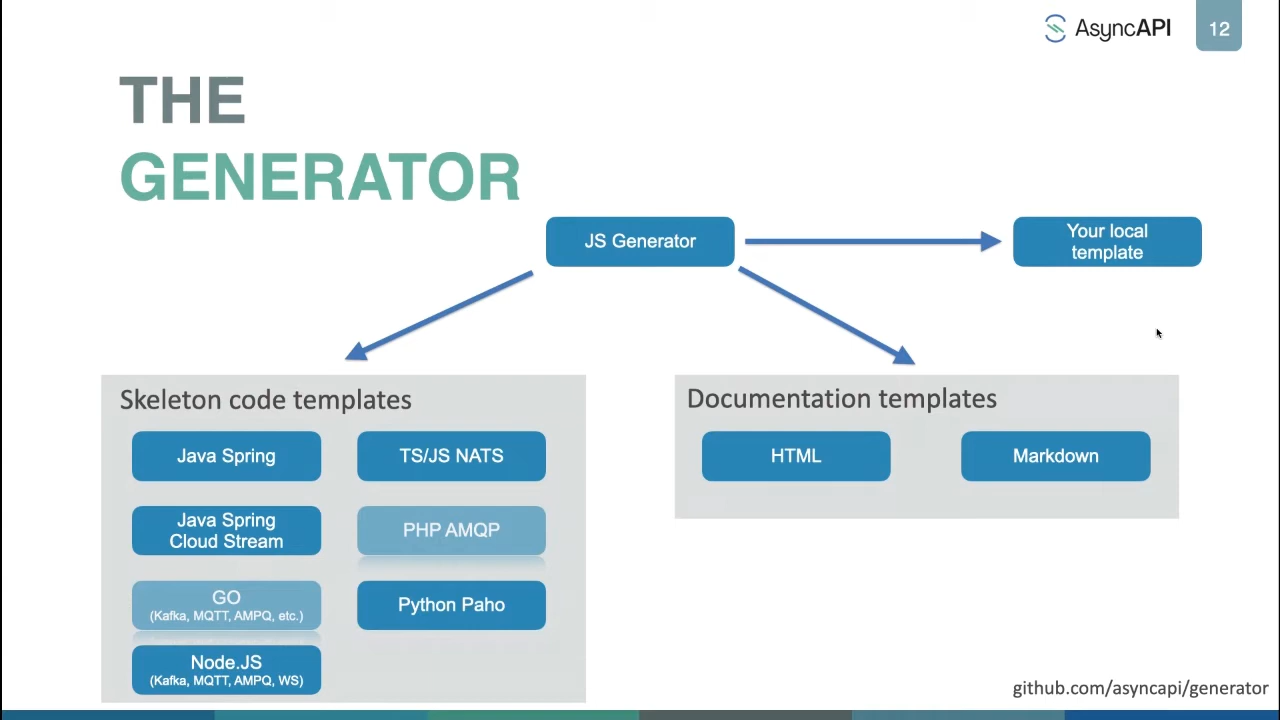 AsyncAPI
12
THE
GENERATOR
JS Generator
Your local
template
Skeleton code templates
Java Spring
TS/JS NATS
Java Spring
Cloud Stream
PHP AMQP
GO
(Kafka, MQTT, AMPQ, etc.)
Python Paho
Node.JS
(Kafka, MQTT, AMPQ, WS)
Documentation templates
HTML
Markdown
github.com/asyncapi/generator